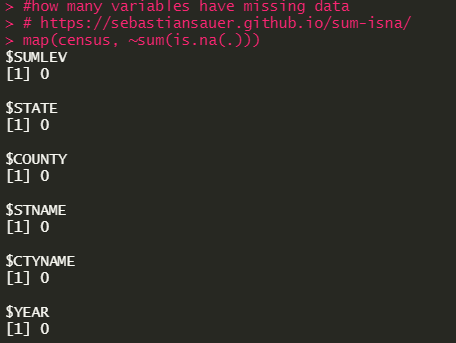 > #how many variables have missing data
> # https://sebastiansauer.github.io/sum-isna/
> map(census, ~sum(is.na(.)))
$SUMLEV
[1] 0
$STATE
[1] 0
$COUNTY
[1] 0
$STNAME
[1] 0
$CTYNAME
[1] 0
$YEAR
[1] 0